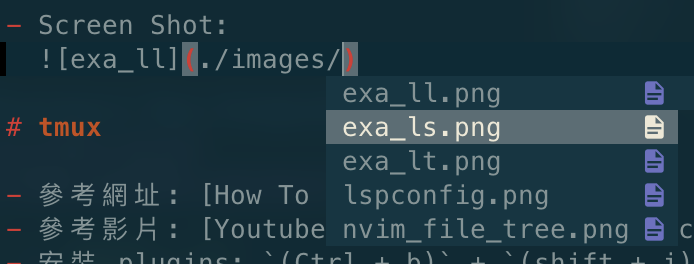 - Screen Shot:
![exa_ll](./images/)
exa_ll.png
# tmux
exa_ls.png
exa_lt.png
- 參考網址: [How To
lspconfig.png
- 參考影片: [Youtube
nvim_file_tree.png
c
- 安裝 plugins: `(Ctrl + b)` + `(shift + i)